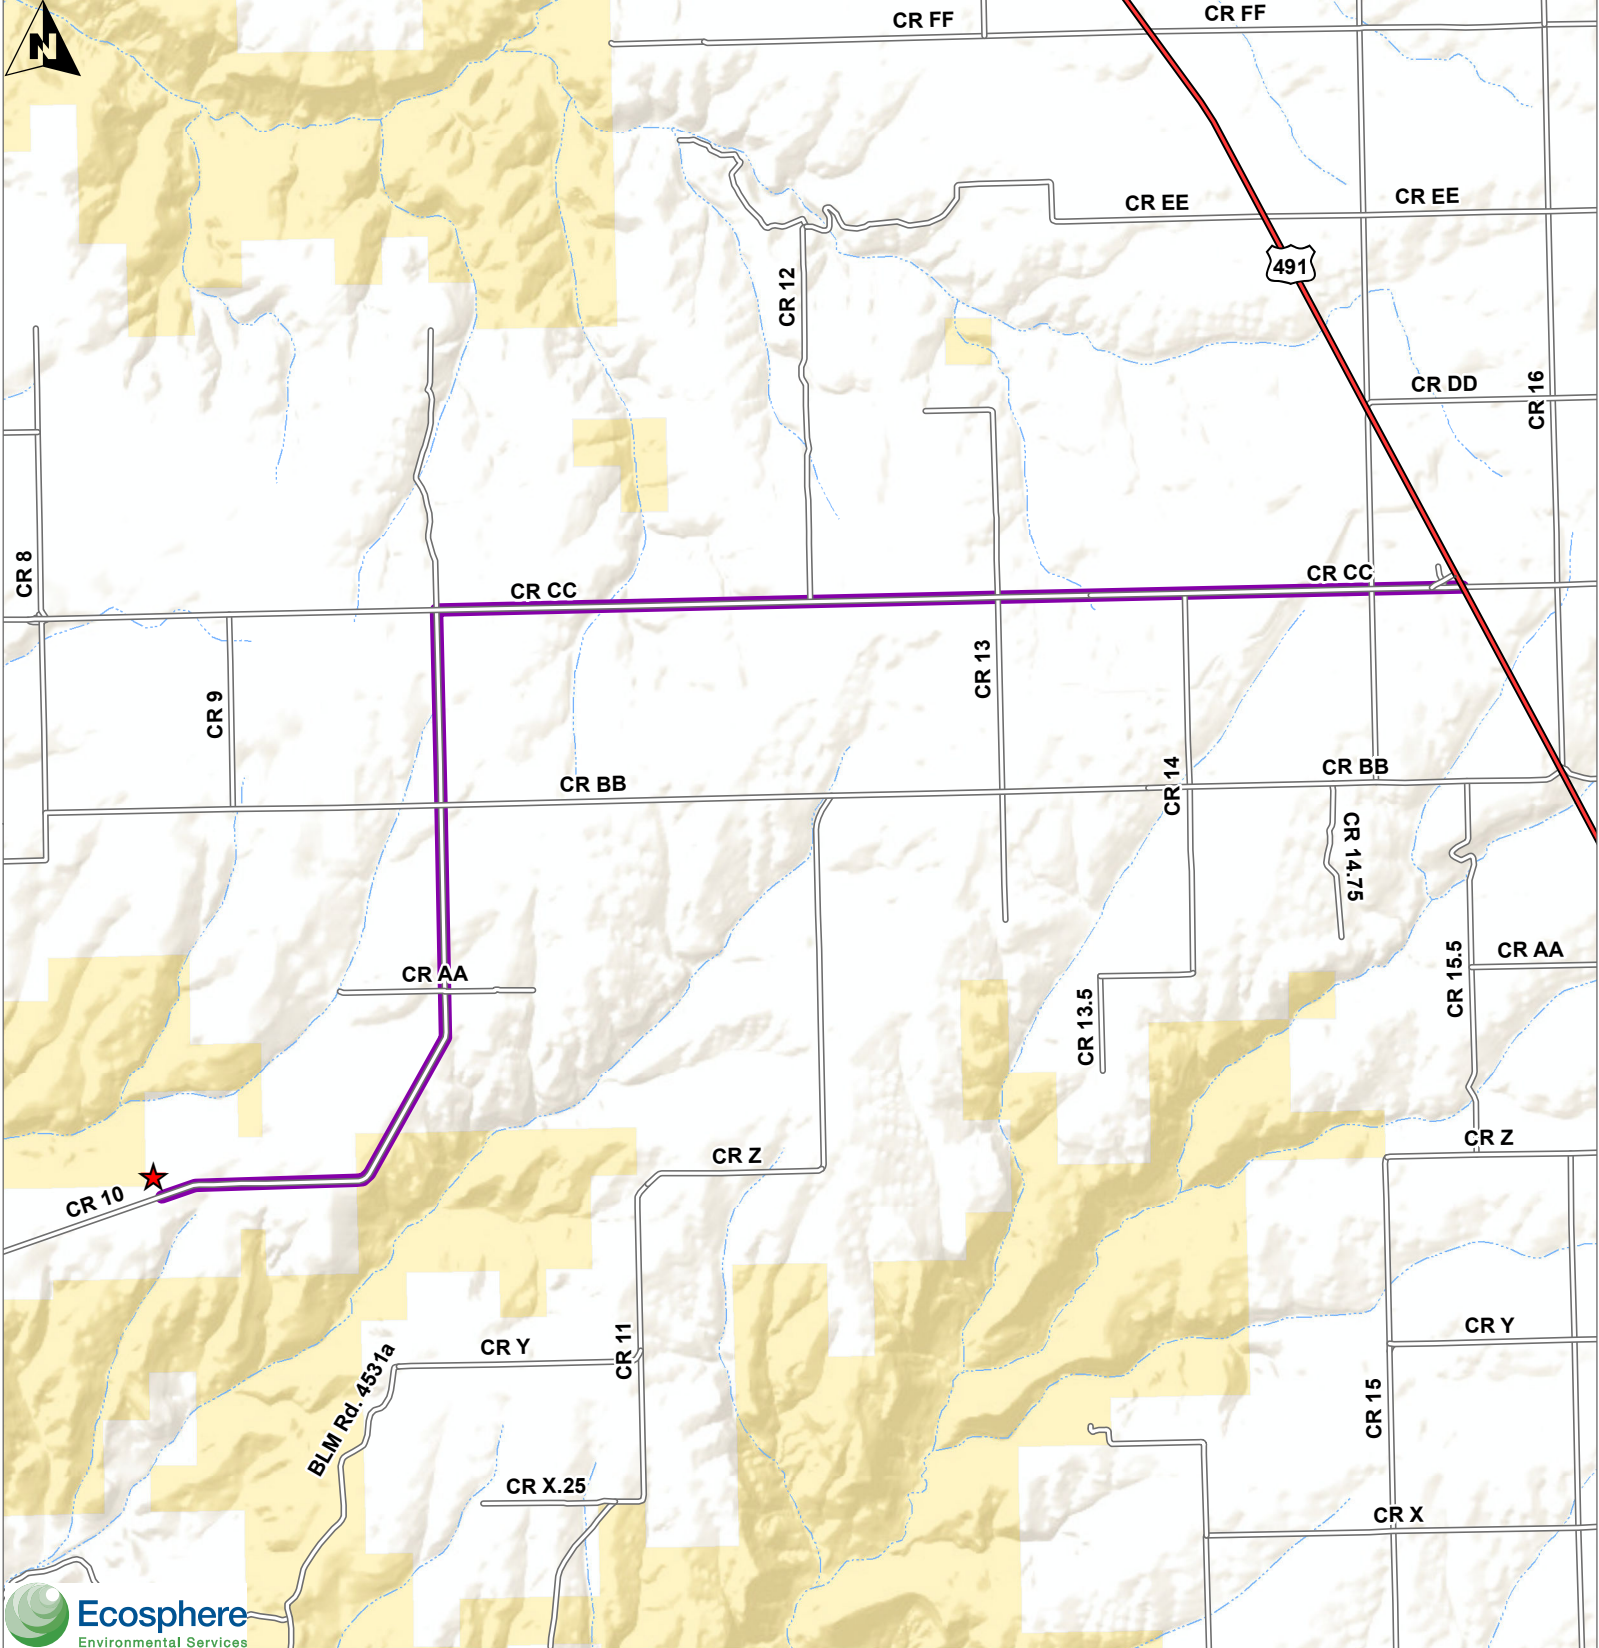 N
CR FF
CR FF
CR EE
CR EE
491
CR 12
CR DD
CR 16
CR 8
CR CC
CR CC
CR 13
CR 9
CR 14
CR BB
CR BB
CR 14.75
CR AA
CR 15.5
CR AA
CR 13.5
CR Z
CR Z
CR 10
CR Y
CR 11
CR Y
BLM Rd. 4531a
CR 15
CR X.25
CR X
Ecosphere
Environmental Services